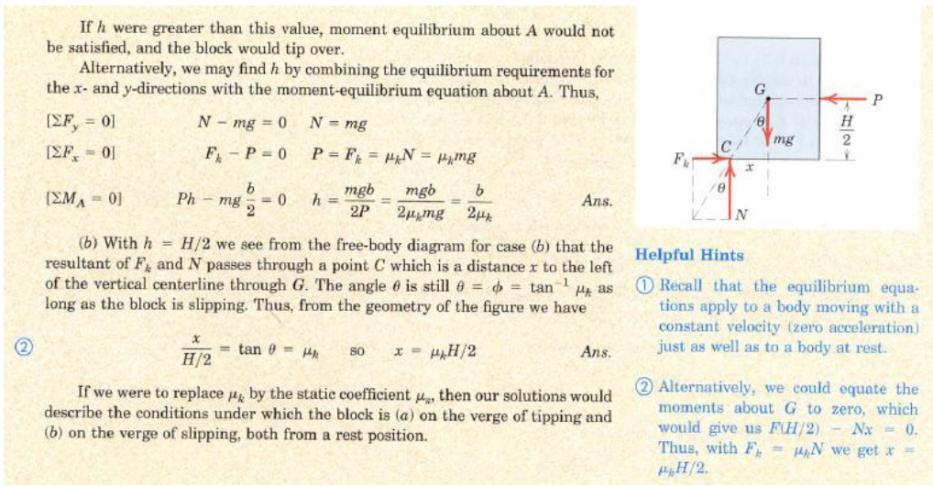 If h were greater than this value, moment equilibrium about A would not
be satisfied, and the block would tip over.
Alternatively, we may find h by combining the equilibrium requirements for
the x- and y-directions with the moment-equilibrium equation about A. Thus,
[ΣF_y = 0] N − mg = 0 N = mg
[ΣF_x = 0] F_k − P = 0 P = F_k = μ_kN = μ_kmg
[ΣM_A = 0] Ph − mg b/2 = 0 h = mgb/2P = mgb/2μ_kmg = b/2μ_k Ans.
(b) With h = H/2 we see from the free-body diagram for case (b) that the
resultant of F_k and N passes through a point C which is a distance x to the left
of the vertical centerline through G. The angle θ is still θ = ϕ = tan⁻¹ μ_k as
long as the block is slipping. Thus, from the geometry of the figure we have
② x/H/2 = tan θ = μ_k so x = μ_kH/2 Ans.
If we were to replace μ_k by the static coefficient μ_s, then our solutions would
describe the conditions under which the block is (a) on the verge of tipping and
(b) on the verge of slipping, both from a rest position.
G
P
θ
H/2
mg
C
F_k
x
θ
N
Helpful Hints
① Recall that the equilibrium equa-
tions apply to a body moving with a
constant velocity (zero acceleration)
just as well as to a body at rest.
② Alternatively, we could equate the
moments about G to zero, which
would give us F(H/2) − Nx = 0.
Thus, with F_k = μ_kN we get x =
μ_kH/2.